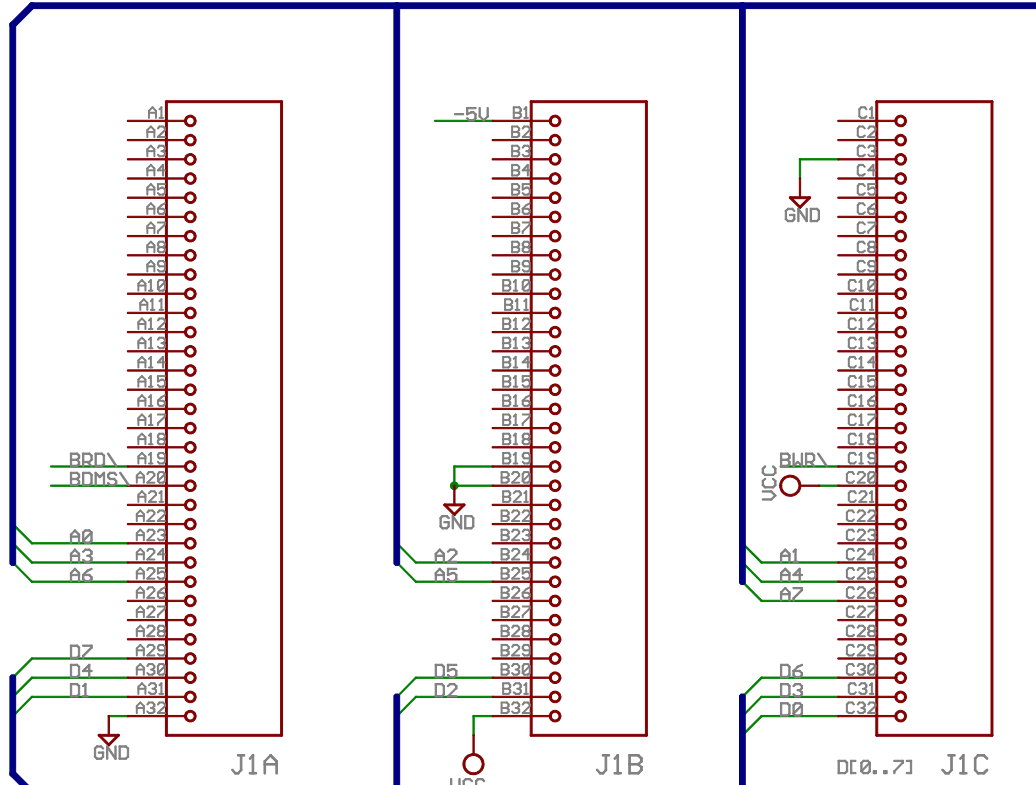 A1
A2
A3
A4
A5
A6
A7
A8
A9
A10
A11
A12
A13
A14
A15
A16
A17
A18
BRD\ A19
BDMS\ A20
A21
A22
A0 A23
A3 A24
A6 A25
A26
A27
A28
D7 A29
D4 A30
D1 A31
A32
GND
J1A
-5V B1
B2
B3
B4
B5
B6
B7
B8
B9
B10
B11
B12
B13
B14
B15
B16
B17
B18
B19
B20
B21
GND B22
B23
A2 B24
A5 B25
B26
B27
B28
B29
D5 B30
D2 B31
B32
J1B
VCC
C1
C2
C3
C4
C5
GND C6
C7
C8
C9
C10
C11
C12
C13
C14
C15
C16
C17
C18
BWR\ C19
VCC C20
C21
C22
C23
A1 C24
A4 C25
A7 C26
C27
C28
C29
D6 C30
D3 C31
D0 C32
D[0..7] J1C